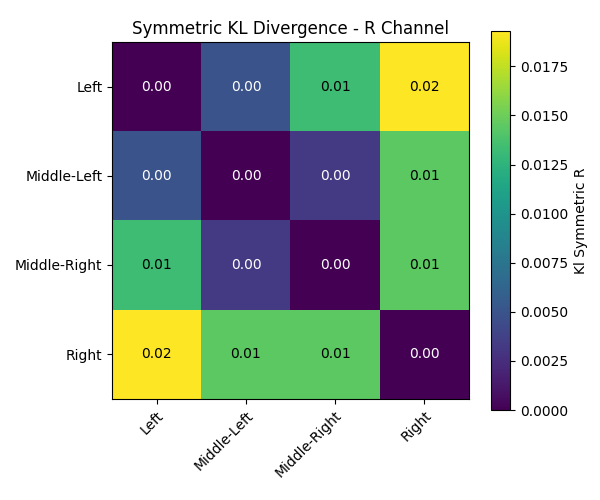 Symmetric KL Divergence - R Channel
Left 0.00 0.00 0.01 0.02
Middle-Left 0.00 0.00 0.00 0.01
Middle-Right 0.01 0.00 0.00 0.01
Right 0.02 0.01 0.01 0.00
Left Middle-Left Middle-Right Right
0.0175
0.0150
0.0125
0.0100
0.0075
0.0050
0.0025
0.0000
Kl Symmetric R